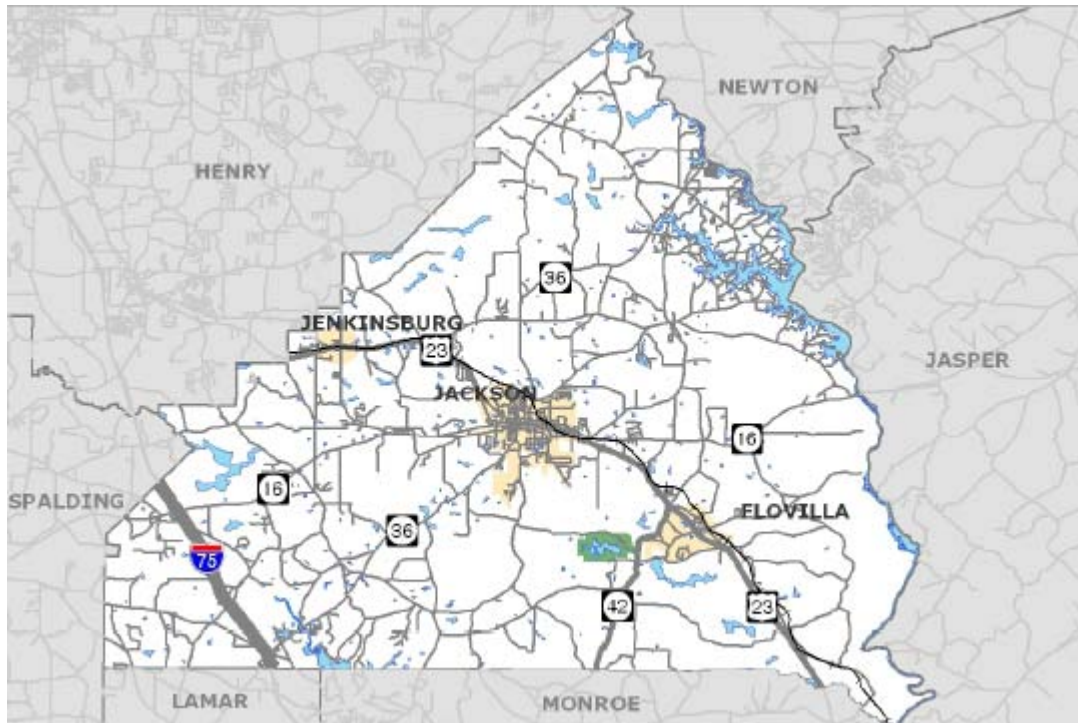 NEWTON
HENRY
36
JENKINSBURG
23
JASPER
JACKSON
16
16
SPALDING
FLOVILLA
36
75
42
23
LAMAR
MONROE